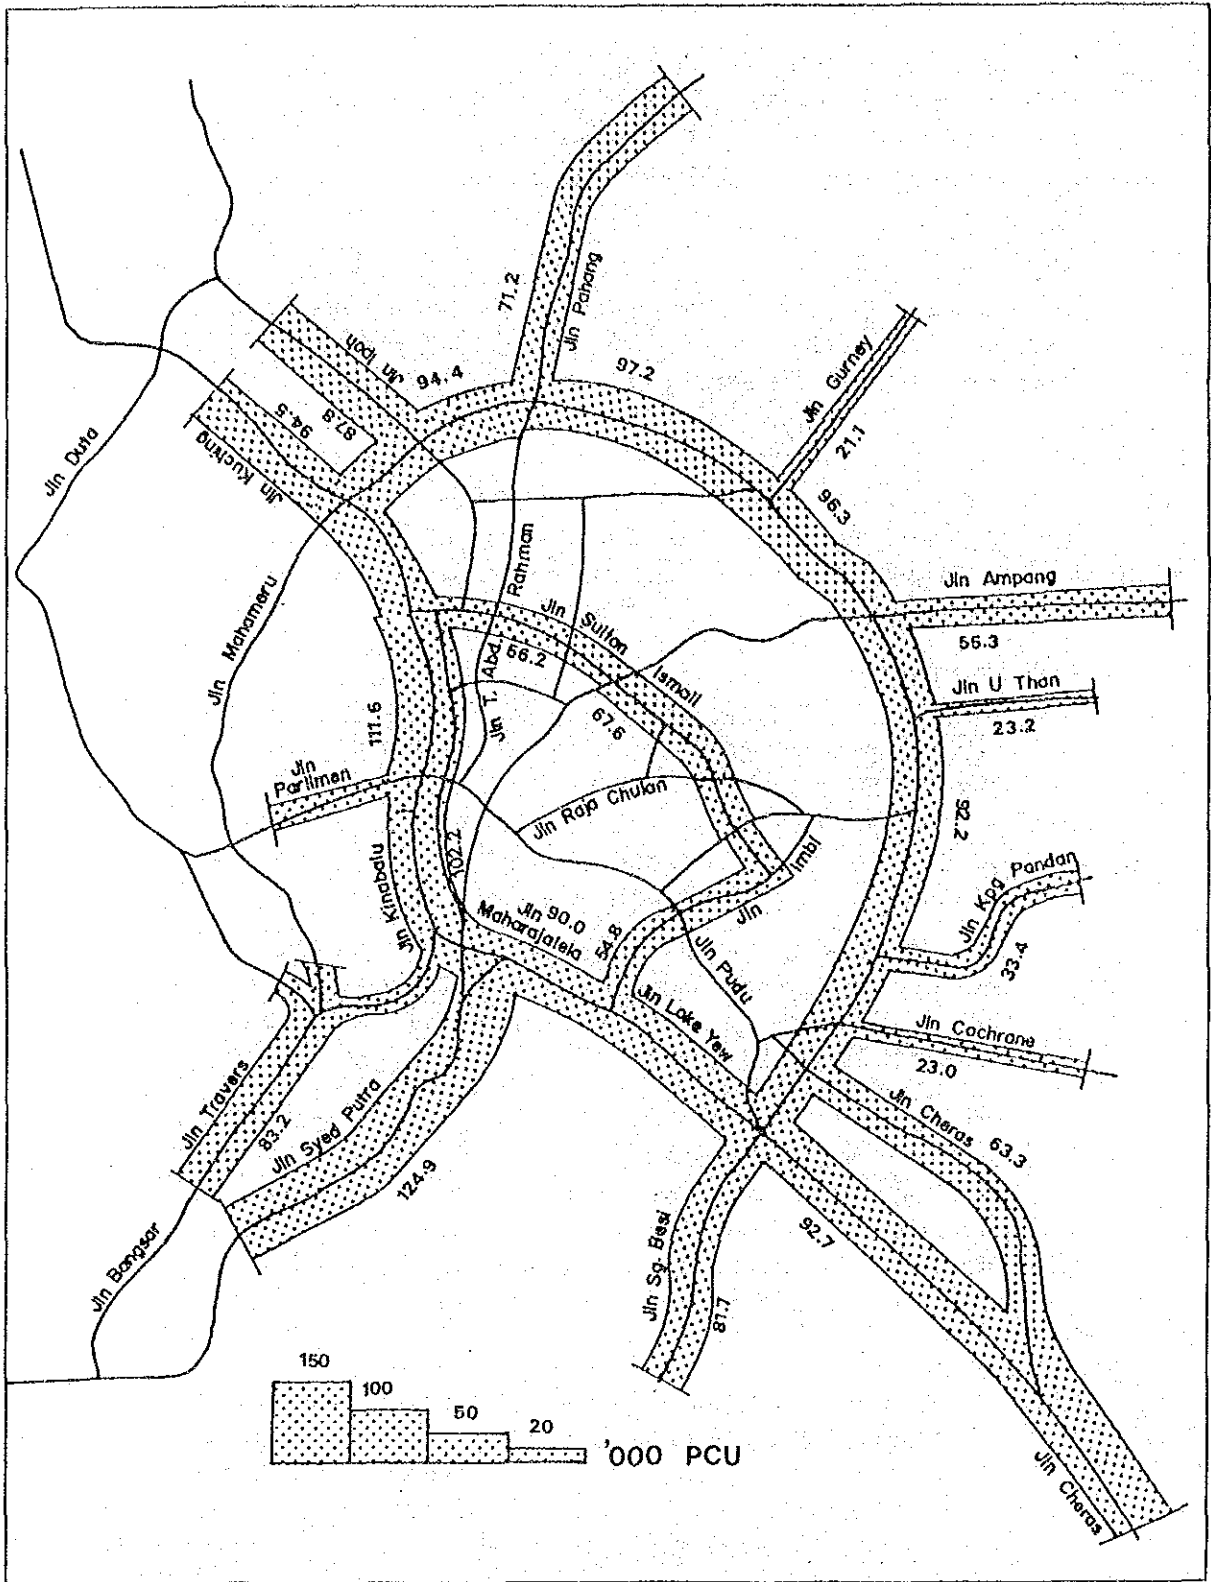 71.2
Jln Pahang
Jln Ipoh
94.4
97.2
Jln Gurney
21.1
87.8
94.5
Jln Kuching
Jln Duta
96.3
Jln Ampang
56.3
Jln Mahameru
Jln T. Abd. Rahman
Jln Sultan Ismail
56.2
67.6
Jln U Than
23.2
111.6
Jln
Parlimen
Jln Raja Chulan
92.2
102.2
Jln Imbi
Jln Kinabalu
Jln 90.0
Maharajalela
54.8
Jln Kpg Pandan
33.4
Jln Pudu
Jln Loke Yew
Jln Cochrane
23.0
Jln Travers
83.2
Jln Syed Putra
124.9
Jln Cheras 63.3
Jln Bangsar
Jln Sg. Besi
81.7
92.7
Jln Cheras
150
100
50
20
'000 PCU